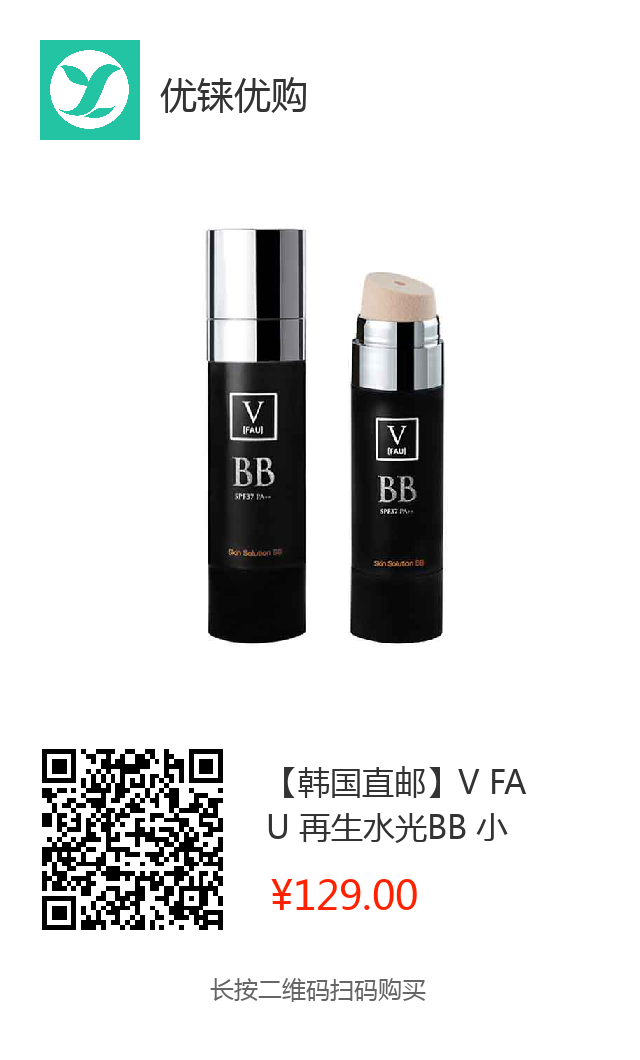 优铼优购
V
[FAU]
BB
SPF37 PA++
Skin Solution BB
V
[FAU]
BB
SPF37 PA++
Skin Solution BB
【韩国直邮】V FA
U 再生水光BB 小
¥129.00
长按二维码扫码购买